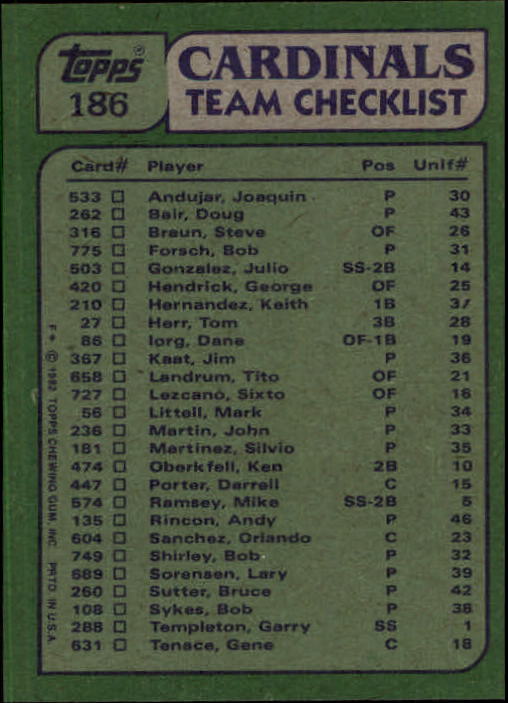 Topps®
186
CARDINALS
TEAM CHECKLIST
Card# Player Pos Unif#
533 Andujar, Joaquin P 30
262 Bair, Doug P 43
316 Braun, Steve OF 26
775 Forsch, Bob P 31
503 Gonzalez, Julio SS-2B 14
420 Hendrick, George OF 25
210 Hernandez, Keith 1B 37
27 Herr, Tom 3B 28
86 Iorg, Dane OF-1B 19
367 Kaat, Jim P 36
658 Landrum, Tito OF 21
727 Lezcano, Sixto OF 16
56 Littell, Mark P 34
236 Martin, John P 33
181 Martinez, Silvio P 35
474 Oberkfell, Ken 2B 10
447 Porter, Darrell C 15
574 Ramsey, Mike SS-2B 5
135 Rincon, Andy P 46
604 Sanchez, Orlando C 23
749 Shirley, Bob P 32
689 Sorensen, Lary P 39
260 Sutter, Bruce P 42
108 Sykes, Bob P 38
288 Templeton, Garry SS 1
631 Tenace, Gene C 18
F* © 1982 TOPPS CHEWING GUM, INC. PRTD. IN U.S.A.